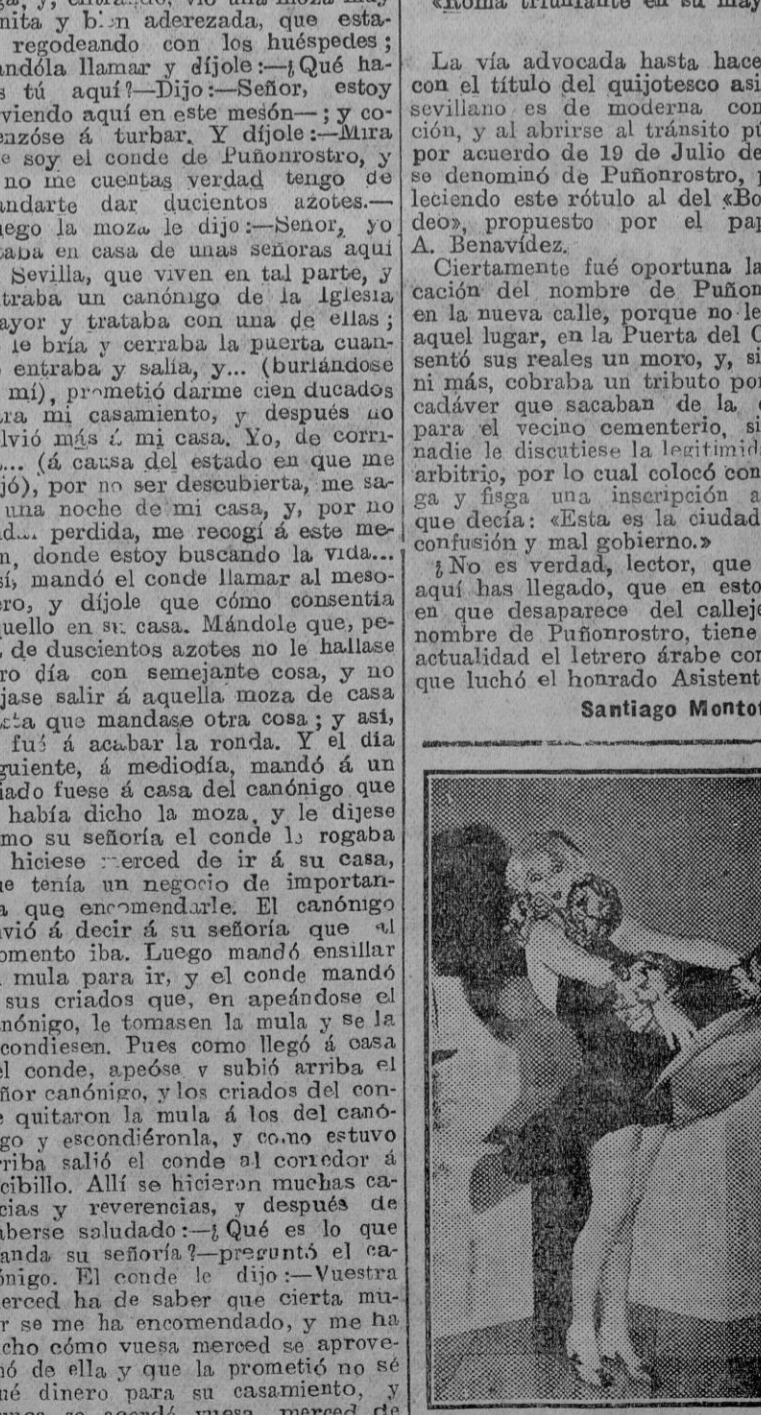 nita y bien aderezada, que esta-
regodeando con los huéspedes;
andóla llamar y díjole:—¿Qué ha-
s tú aquí?—Dijo:—Señor, estoy
viendo aquí en este mesón—; y co-
enzóse á turbar. Y díjole:—Mira
e soy el conde de Puñonrostro, y
no me cuentas verdad tengo de
andarte dar ducientos azotes.—
uego la moza le dijo:—Señor, yo
taba en casa de unas señoras aquí
Sevilla, que viven en tal parte, y
traba un canónigo de la Iglesia
ayor y trataba con una de ellas;
le bría y cerraba la puerta cuan-
entraba y salía, y... (burlándose
mí), prometió darme cien ducados
ara mi casamiento, y después no
lvió más á mi casa. Yo, de corri-
... (á causa del estado en que me
jó), por no ser descubierta, me sa-
una noche de mi casa, y, por no
perdida, me recogí á este me-
n, donde estoy buscando la vida...
sí, mandó el conde llamar al meso-
ero, y díjole que cómo consentía
quello en su casa. Mándole que, pe-
de duscientos azotes no le hallase
ro día con semejante cosa, y no
jase salir á aquella moza de casa
sta que mandase otra cosa; y así,
fué á acabar la ronda. Y el día
guiente, á mediodía, mandó á un
iado fuese á casa del canónigo que
había dicho la moza, y le dijese
mo su señoría el conde le rogaba
hiciese merced de ir á su casa,
ue tenía un negocio de importan-
a que encomendarle. El canónigo
vió á decir á su señoría que al
omento iba. Luego mandó ensillar
mula para ir, y el conde mandó
sus criados que, en apeándose el
nónigo, le tomasen la mula y se la
condiesen. Pues como llegó á casa
el conde, apeóse y subió arriba el
ñor canónigo, y los criados del con-
e quitaron la mula á los del canó-
go y escondiéronla, y como estuvo
rriba salió el conde al corredor á
cibillo. Allí se hicieron muchas ca-
icias y reverencias, y después de
aberse saludado:—¿Qué es lo que
anda su señoría?—preguntó el ca-
ónigo. El conde le dijo:—Vuestra
erced ha de saber que cierta mu-
r se me ha encomendado, y me ha
cho cómo vuesa merced se aprove-
hó de ella y que la prometió no sé
ué dinero para su casamiento, y
vuesa merced de
«Roma triunfante en su
La vía advocada hasta hace
con el título del quijotesco asi
sevillano es de moderna con
ción, y al abrirse al tránsito pú
por acuerdo de 19 de Julio de
se denominó de Puñonrostro, p
leciendo este rótulo al del «Bo
deo», propuesto por el pap
A. Benavídez.
Ciertamente fué oportuna la
cación del nombre de Puñon
en la nueva calle, porque no le
aquel lugar, en la Puerta del O
sentó sus reales un moro, y, si
ni más, cobraba un tributo por
cadáver que sacaban de la c
para el vecino cementerio, si
nadie le discutiese la legitimid
arbitrio, por lo cual colocó con
ga y fisga una inscripción a
que decía: «Esta es la ciudad
confusión y mal gobierno.»
¿No es verdad, lector, que
aquí has llegado, que en esto
en que desaparece del calleje
nombre de Puñonrostro, tiene
actualidad el letrero árabe con
que luchó el honrado Asistent
Santiago Montot